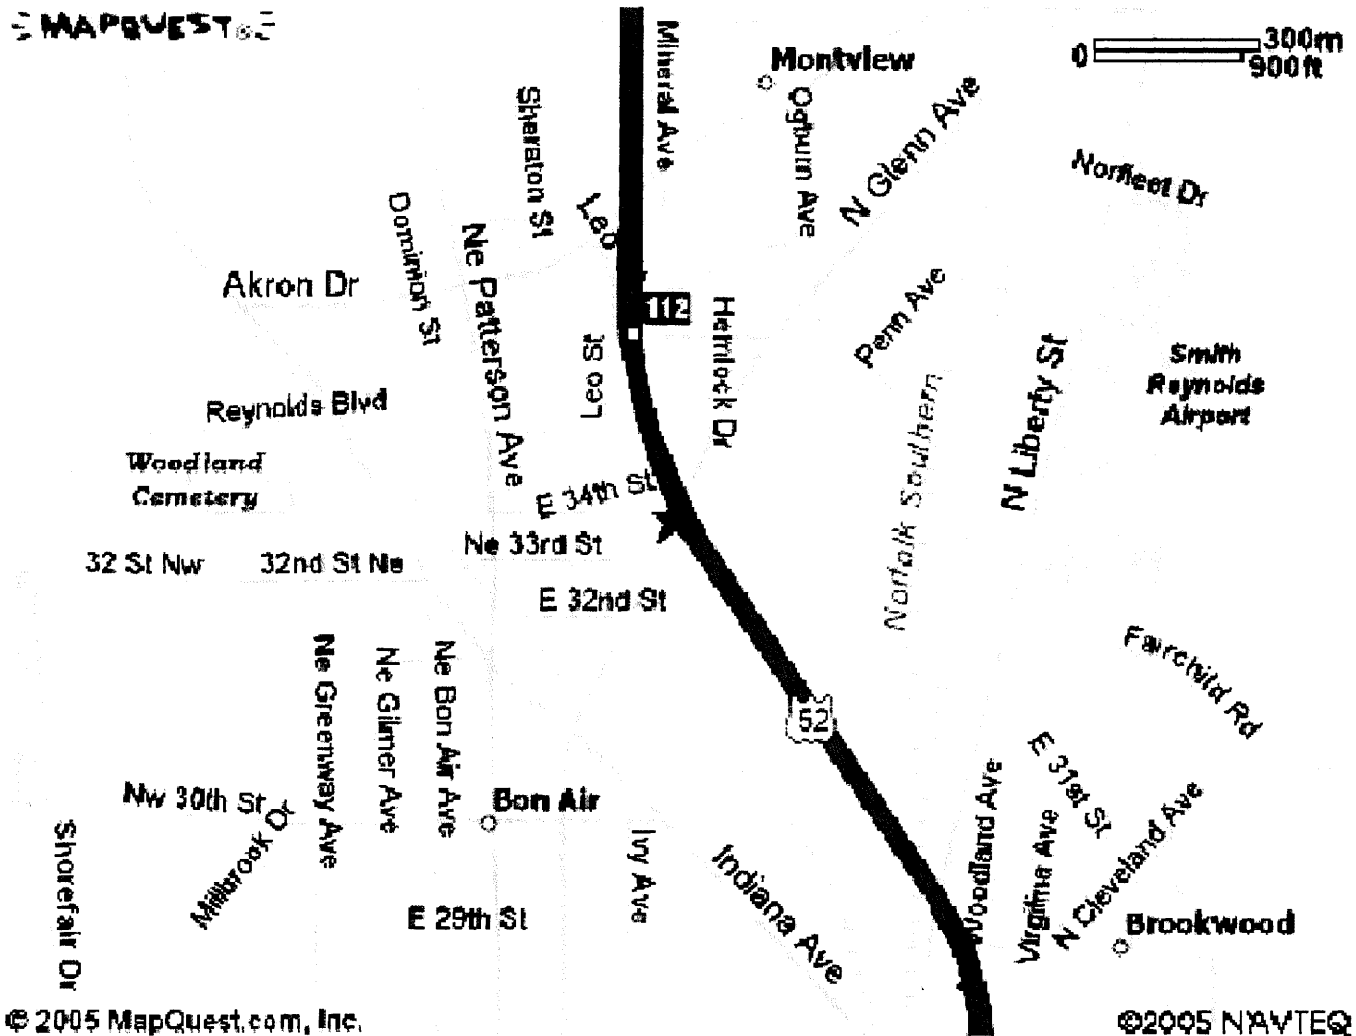 MAPQUEST®
0 300m
900ft
Mineral Ave
Montview
Sheraton St
Ogburn Ave
N Glenn Ave
Norfleet Dr
Leo
Dominion St
Ne Patterson Ave
Akron Dr
112
Hemlock Dr
Penn Ave
Leo St
N Liberty St
Smith
Reynolds
Airport
Reynolds Blvd
Norfolk Southern
Woodland
Cemetery
E 34th St
Ne 33rd St
32 St Nw
32nd St Ne
E 32nd St
Fairchild Rd
Ne Greenway Ave
Ne Gilmer Ave
Ne Bon Air Ave
52
E 31st St
Nw 30th St
Bon Air
Woodland Ave
Millbrook Dr
Shorefair Dr
Ivy Ave
Indiana Ave
Virginia Ave
N Cleveland Ave
E 29th St
Brookwood
© 2005 MapQuest.com, Inc.
©2005 NAVTEQ